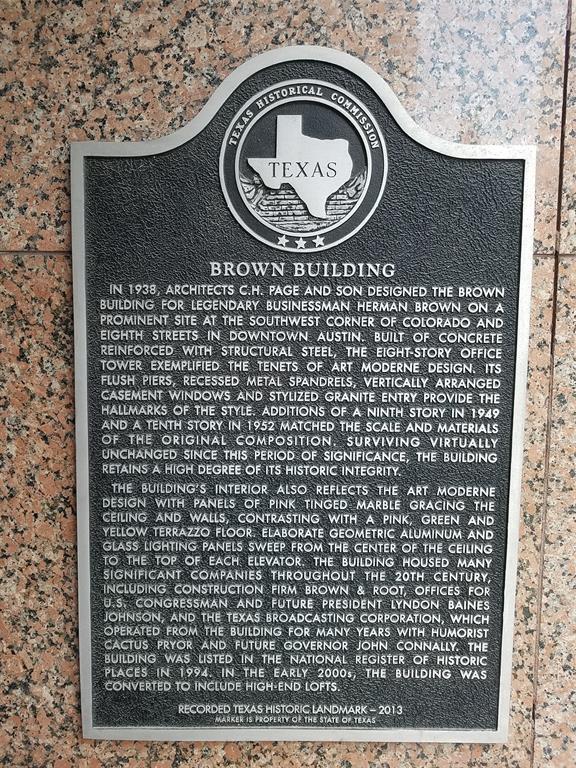 TEXAS HISTORICAL COMMISSION
TEXAS
BROWN BUILDING
IN 1938, ARCHITECTS C.H. PAGE AND SON DESIGNED THE BROWN
BUILDING FOR LEGENDARY BUSINESSMAN HERMAN BROWN ON A
PROMINENT SITE AT THE SOUTHWEST CORNER OF COLORADO AND
EIGHTH STREETS IN DOWNTOWN AUSTIN. BUILT OF CONCRETE
REINFORCED WITH STRUCTURAL STEEL, THE EIGHT-STORY OFFICE
TOWER EXEMPLIFIED THE TENETS OF ART MODERNE DESIGN. ITS
FLUSH PIERS, RECESSED METAL SPANDRELS, VERTICALLY ARRANGED
CASEMENT WINDOWS AND STYLIZED GRANITE ENTRY PROVIDE THE
HALLMARKS OF THE STYLE. ADDITIONS OF A NINTH STORY IN 1949
AND A TENTH STORY IN 1952 MATCHED THE SCALE AND MATERIALS
OF THE ORIGINAL COMPOSITION. SURVIVING VIRTUALLY
UNCHANGED SINCE THIS PERIOD OF SIGNIFICANCE, THE BUILDING
RETAINS A HIGH DEGREE OF ITS HISTORIC INTEGRITY.
THE BUILDING'S INTERIOR ALSO REFLECTS THE ART MODERNE
DESIGN WITH PANELS OF PINK TINGED MARBLE GRACING THE
CEILING AND WALLS, CONTRASTING WITH A PINK, GREEN AND
YELLOW TERRAZZO FLOOR. ELABORATE GEOMETRIC ALUMINUM AND
GLASS LIGHTING PANELS SWEEP FROM THE CENTER OF THE CEILING
TO THE TOP OF EACH ELEVATOR. THE BUILDING HOUSED MANY
SIGNIFICANT COMPANIES THROUGHOUT THE 20TH CENTURY,
INCLUDING CONSTRUCTION FIRM BROWN & ROOT, OFFICES FOR
U.S. CONGRESSMAN AND FUTURE PRESIDENT LYNDON BAINES
JOHNSON, AND THE TEXAS BROADCASTING CORPORATION, WHICH
OPERATED FROM THE BUILDING FOR MANY YEARS WITH HUMORIST
CACTUS PRYOR AND FUTURE GOVERNOR JOHN CONNALLY. THE
BUILDING WAS LISTED IN THE NATIONAL REGISTER OF HISTORIC
PLACES IN 1994. IN THE EARLY 2000s, THE BUILDING WAS
CONVERTED TO INCLUDE HIGH-END LOFTS.
RECORDED TEXAS HISTORIC LANDMARK – 2013
MARKER IS PROPERTY OF THE STATE OF TEXAS